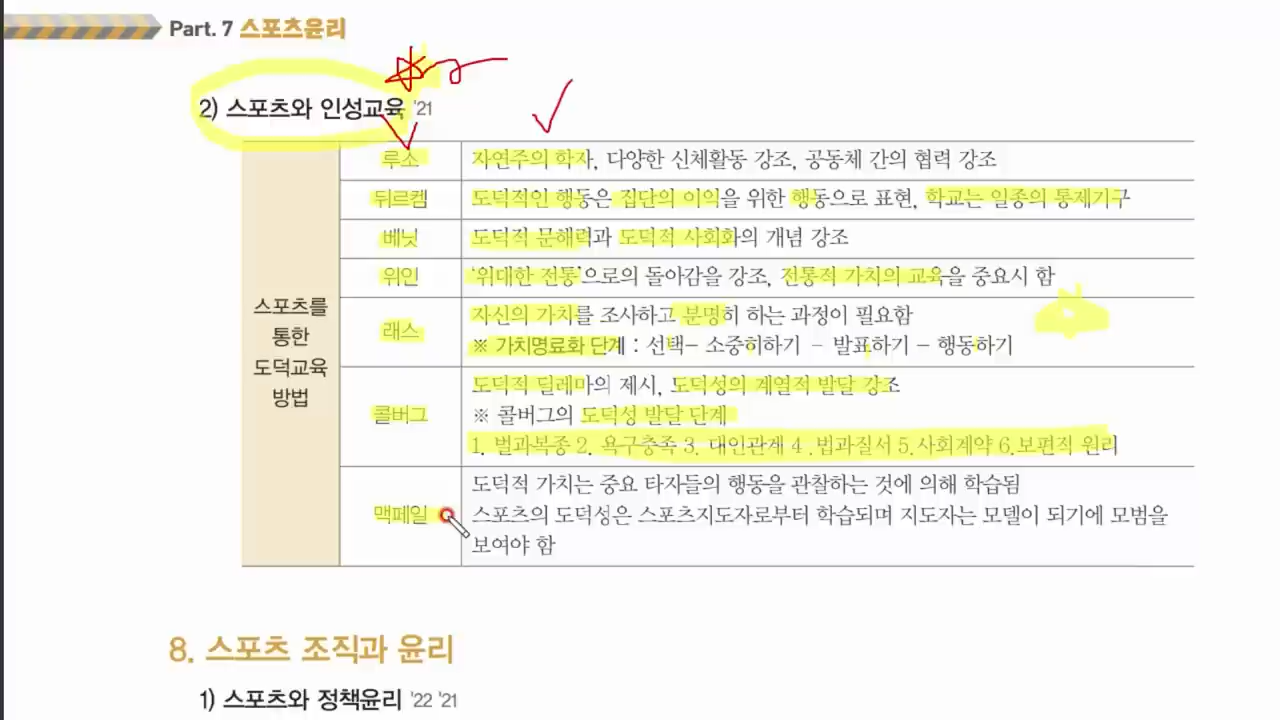 Part. 7 스포츠윤리
2) 스포츠와 인성교육 '21
스포츠를
통한
도덕교육
방법
루소 자연주의 학자, 다양한 신체활동 강조, 공동체 간의 협력 강조
뒤르켐 도덕적인 행동은 집단의 이익을 위한 행동으로 표현, 학교는 일종의 통제기구
베닛 도덕적 문해력과 도덕적 사회화의 개념 강조
위인 '위대한 전통'으로의 돌아감을 강조, 전통적 가치의 교육을 중요시 함
래스 자신의 가치를 조사하고 분명히 하는 과정이 필요함
※ 가치명료화 단계 : 선택– 소중히하기 – 발표하기 – 행동하기
콜버그 도덕적 딜레마의 제시, 도덕성의 계열적 발달 강조
※ 콜버그의 도덕성 발달 단계
1. 벌과복종 2. 욕구충족 3. 대인관계 4 .법과질서 5.사회계약 6.보편적 원리
맥페일 도덕적 가치는 중요 타자들의 행동을 관찰하는 것에 의해 학습됨
스포츠의 도덕성은 스포츠지도자로부터 학습되며 지도자는 모델이 되기에 모범을
보여야 함
8. 스포츠 조직과 윤리
1) 스포츠와 정책윤리 '22 '21